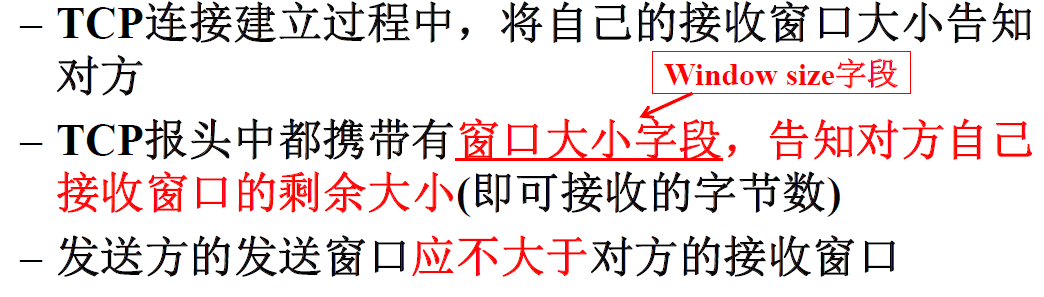 – TCP连接建立过程中，将自己的接收窗口大小告知
对方
Window size字段
– TCP报头中都携带有窗口大小字段，告知对方自己
接收窗口的剩余大小(即可接收的字节数)
– 发送方的发送窗口应不大于对方的接收窗口